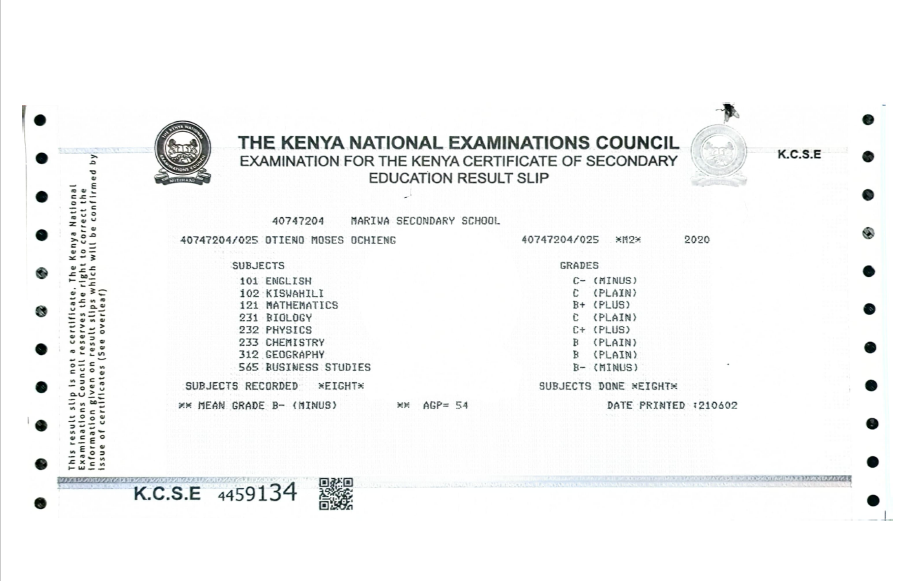 THE KENYA NATIONAL EXAMINATIONS COUNCIL
EXAMINATION FOR THE KENYA CERTIFICATE OF SECONDARY
EDUCATION RESULT SLIP
K.C.S.E
40747204 MARIWA SECONDARY SCHOOL
40747204/025 OTIENO MOSES OCHIENG 40747204/025 *M2* 2020
SUBJECTS GRADES
101 ENGLISH C- (MINUS)
102 KISWAHILI C (PLAIN)
121 MATHEMATICS B+ (PLUS)
231 BIOLOGY C (PLAIN)
232 PHYSICS C+ (PLUS)
233 CHEMISTRY B (PLAIN)
312 GEOGRAPHY B (PLAIN)
565 BUSINESS STUDIES B- (MINUS)
SUBJECTS RECORDED *EIGHT* SUBJECTS DONE *EIGHT*
** MEAN GRADE B- (MINUS) ** AGP= 54 DATE PRINTED :210602
This result slip is not a certificate. The Kenya National
Examinations Council reserves the right to correct the
information given on result slips which will be confirmed by
issue of certificates (See overleaf)
K.C.S.E 4459134